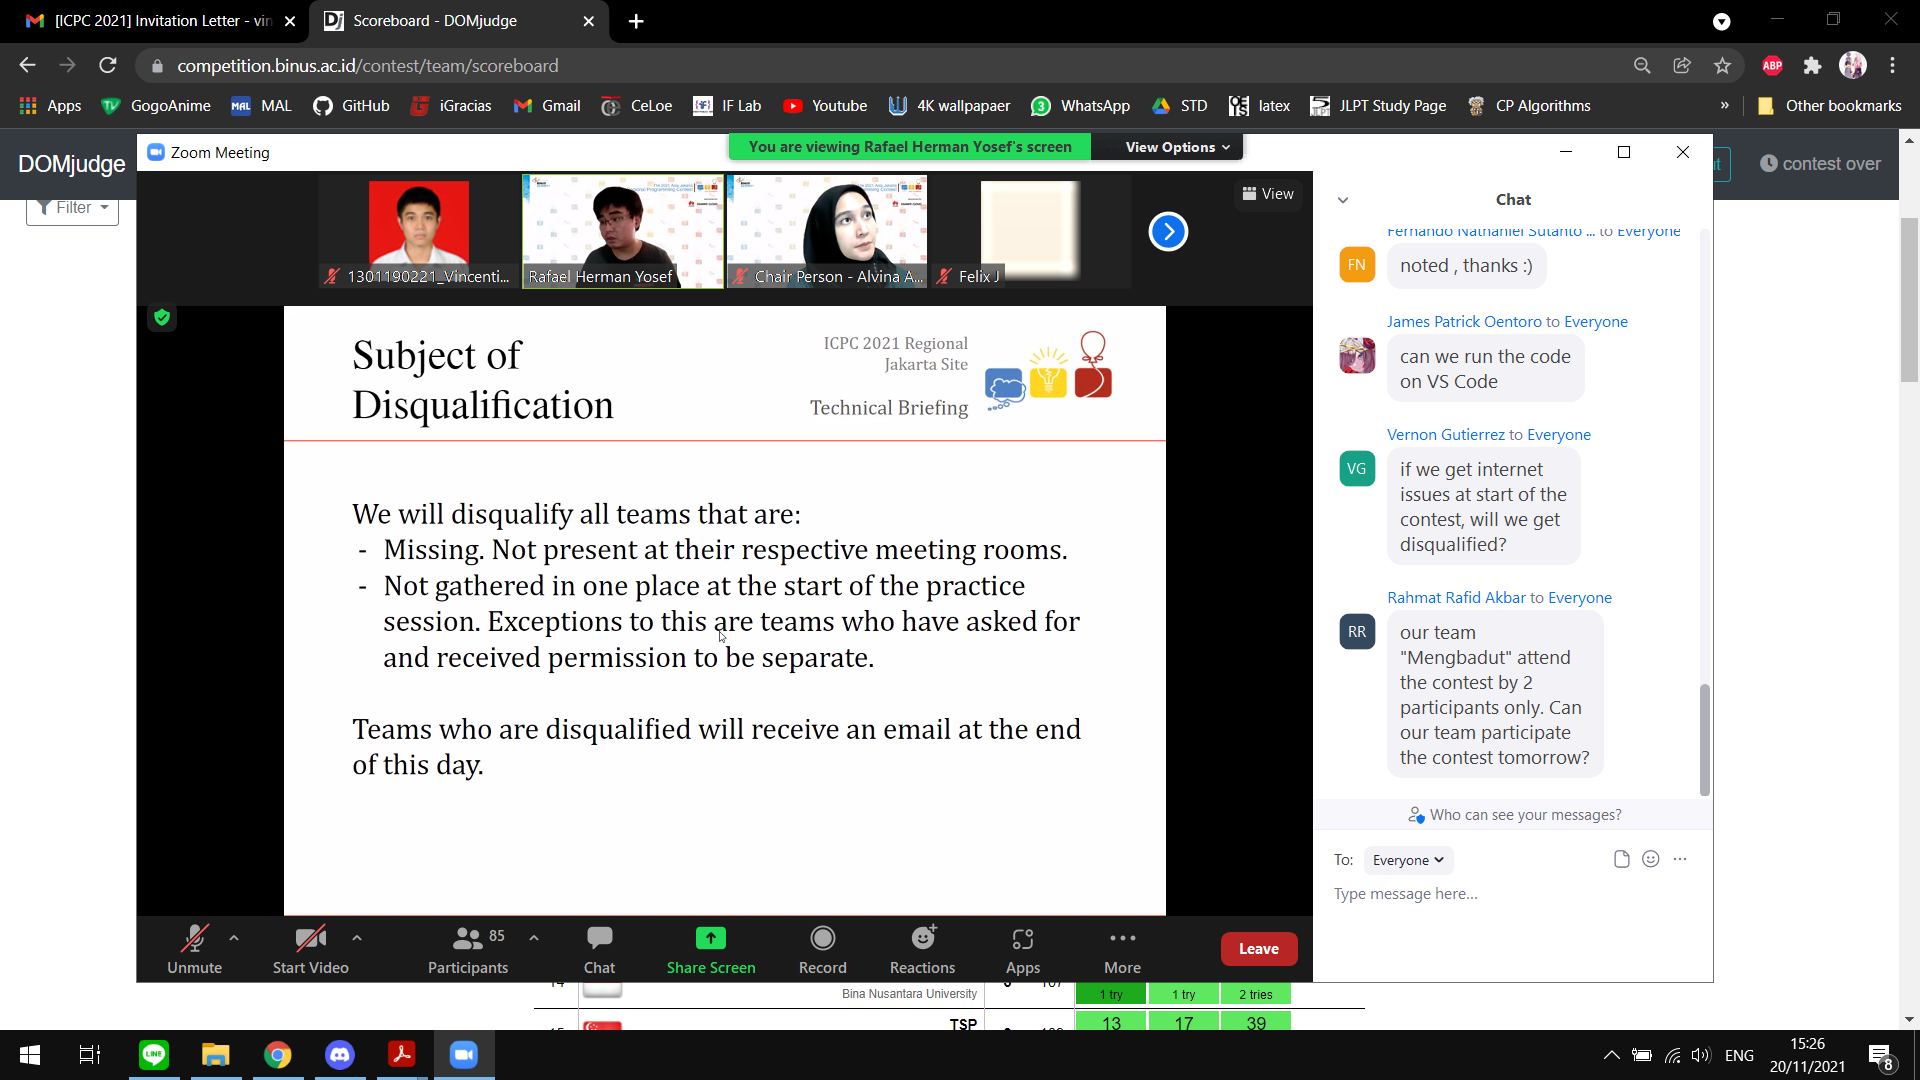 [ICPC 2021] Invitation Letter - vin
Scoreboard - DOMjudge
competition.binus.ac.id/contest/team/scoreboard
ABP
Apps
GogoAnime
MAL
MAL
GitHub
iGracias
Gmail
CeLoe
IF Lab
Youtube
4K wallpapaer
3
WhatsApp
STD
latex
JLPT Study Page
CP Algorithms
»
Other bookmarks
DOMjudge
contest over
Filter
Zoom Meeting
You are viewing Rafael Herman Yosef's screen
View Options
View
1301190221_Vincenti...
Rafael Herman Yosef
Chair Person - Alvina A...
Felix J
Subject of
Disqualification
ICPC 2021 Regional
Jakarta Site
Technical Briefing
We will disqualify all teams that are:
- Missing. Not present at their respective meeting rooms.
- Not gathered in one place at the start of the practice
session. Exceptions to this are teams who have asked for
and received permission to be separate.
Teams who are disqualified will receive an email at the end
of this day.
Chat
Fernando Nathaniel Sutanto ... to Everyone
FN
noted , thanks :)
James Patrick Oentoro to Everyone
can we run the code
on VS Code
Vernon Gutierrez to Everyone
VG
if we get internet
issues at start of the
contest, will we get
disqualified?
Rahmat Rafid Akbar to Everyone
RR
our team
"Mengbadut" attend
the contest by 2
participants only. Can
our team participate
the contest tomorrow?
Who can see your messages?
To: Everyone
Type message here...
Unmute
Start Video
85
Participants
Chat
Share Screen
Record
Reactions
Apps
More
Leave
Bina Nusantara University
1 try
1 try
2 tries
TSP
13
17
39
LINE
ENG
15:26
20/11/2021
8